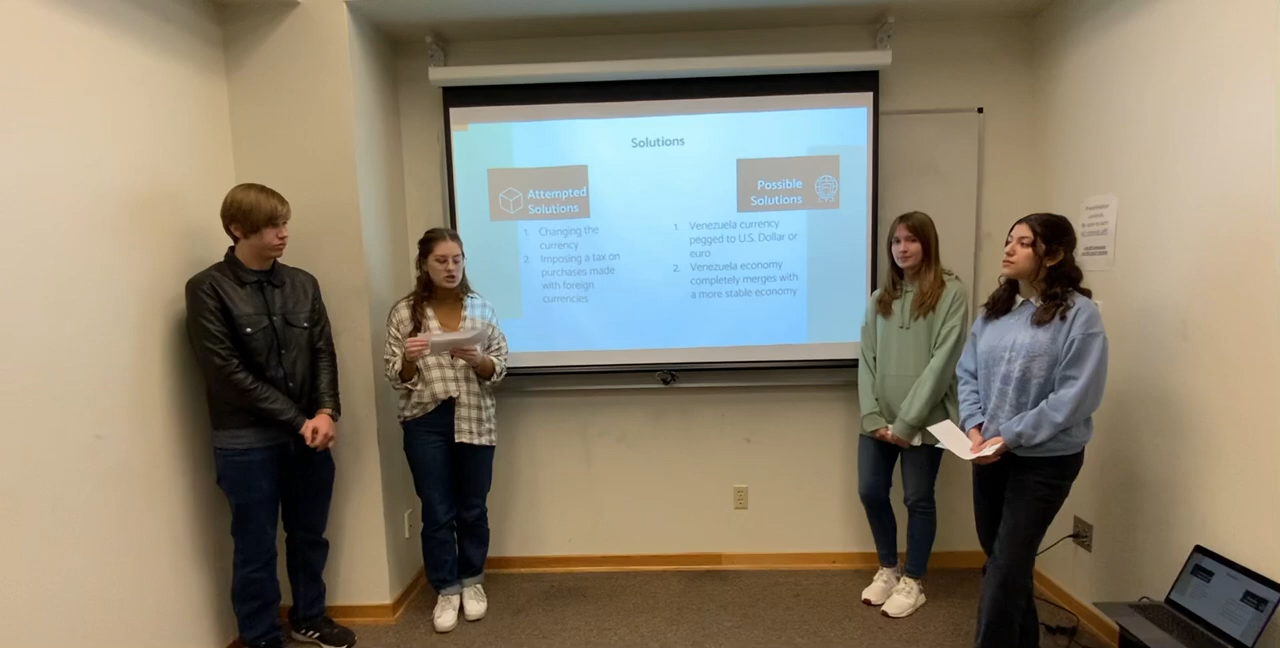 Solutions
Attempted
Solutions
1. Changing the
currency
2. Imposing a tax on
purchases made
with foreign
currencies
Possible
Solutions
1. Venezuela currency
pegged to U.S. Dollar or
euro
2. Venezuela economy
completely merges with
a more stable economy